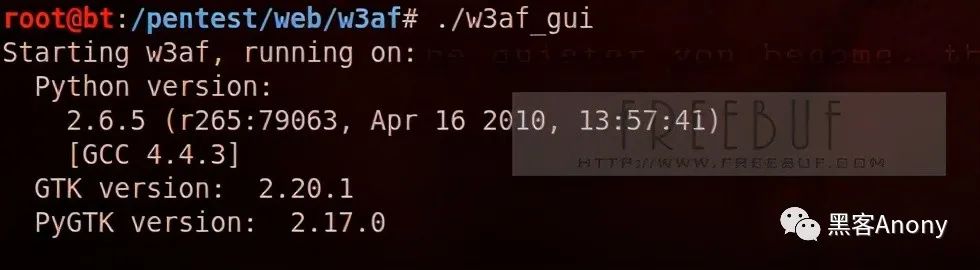 root@bt:/pentest/web/w3af# ./w3af_gui
Starting w3af, running on:
he quieter you become, th
Python version:
2.6.5 (r265:79063, Apr 16 2010, 13:57:41)
[GCC 4.4.3]
FREEBUF
HTTP://WWW.FREEBUF.COM
GTK version: 2.20.1
PyGTK version: 2.17.0
黑客Anony